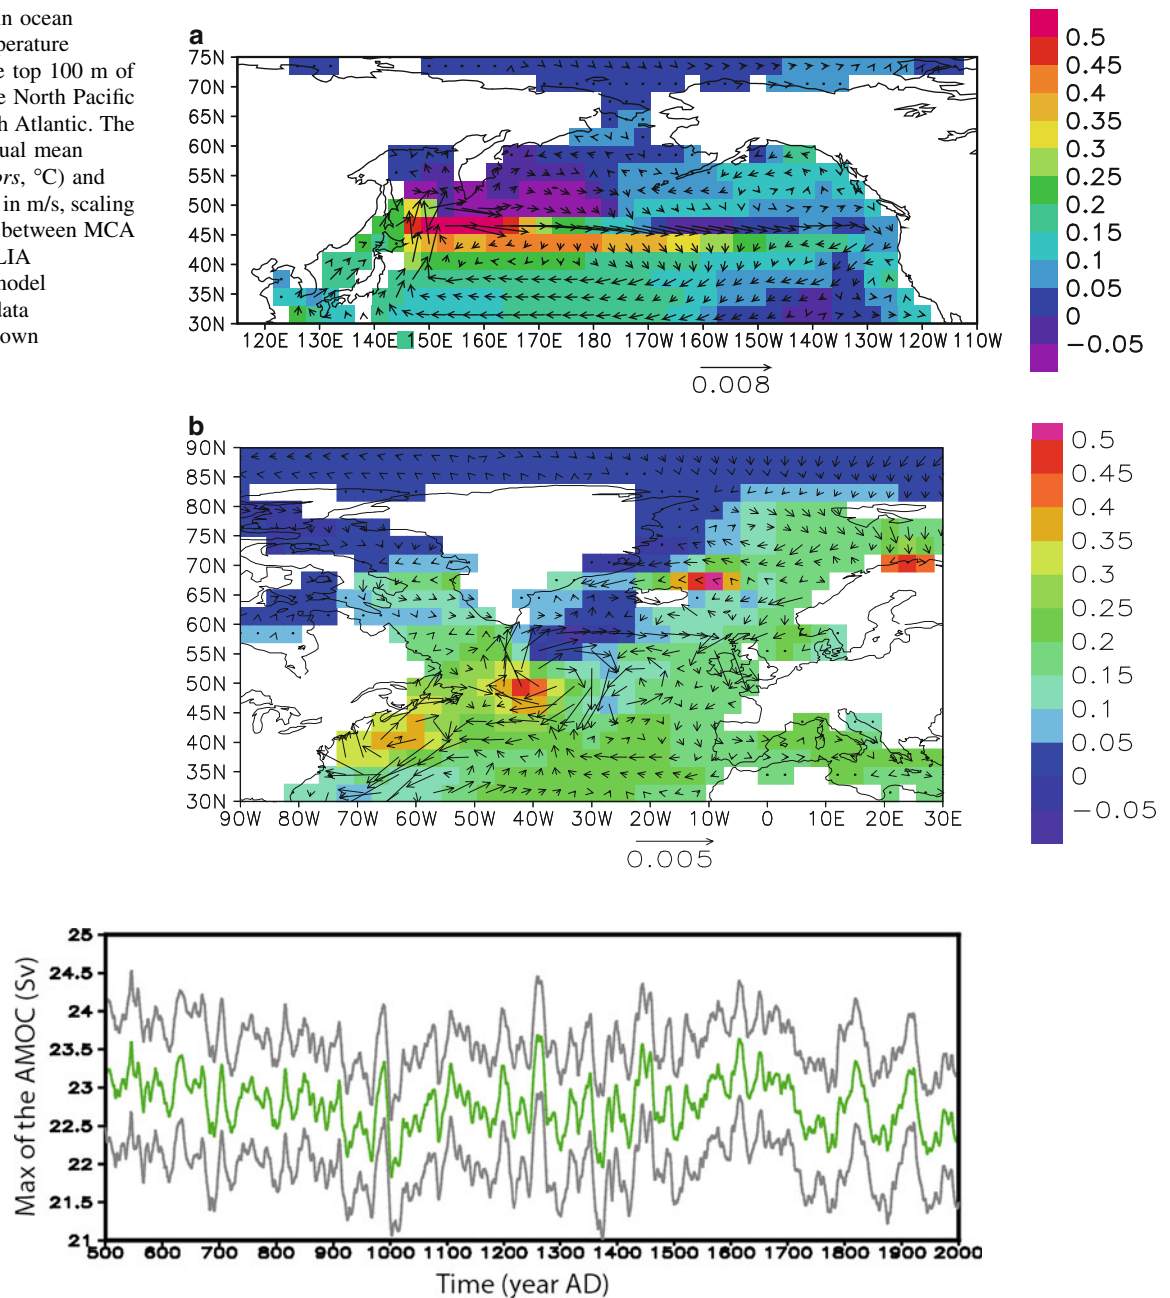 in ocean
perature
e top 100 m of
e North Pacific
h Atlantic. The
ual mean
ors, °C) and
in m/s, scaling
between MCA
LIA
model
data
own
a
75N
70N
65N
60N
55N
50N
45N
40N
35N
30N
120E 130E 140E 150E 160E 170E 180 170W 160W 150W 140W 130W 120W 110W
0.008
0.5
0.45
0.4
0.35
0.3
0.25
0.2
0.15
0.1
0.05
0
−0.05
b
90N
85N
80N
75N
70N
65N
60N
55N
50N
45N
40N
35N
30N
90W 80W 70W 60W 50W 40W 30W 20W 10W 0 10E 20E 30E
0.005
0.5
0.45
0.4
0.35
0.3
0.25
0.2
0.15
0.1
0.05
0
−0.05
Max of the AMOC (Sv)
25
24.5
24
23.5
23
22.5
22
21.5
21
500 600 700 800 900 1000 1100 1200 1300 1400 1500 1600 1700 1800 1900 2000
Time (year AD)